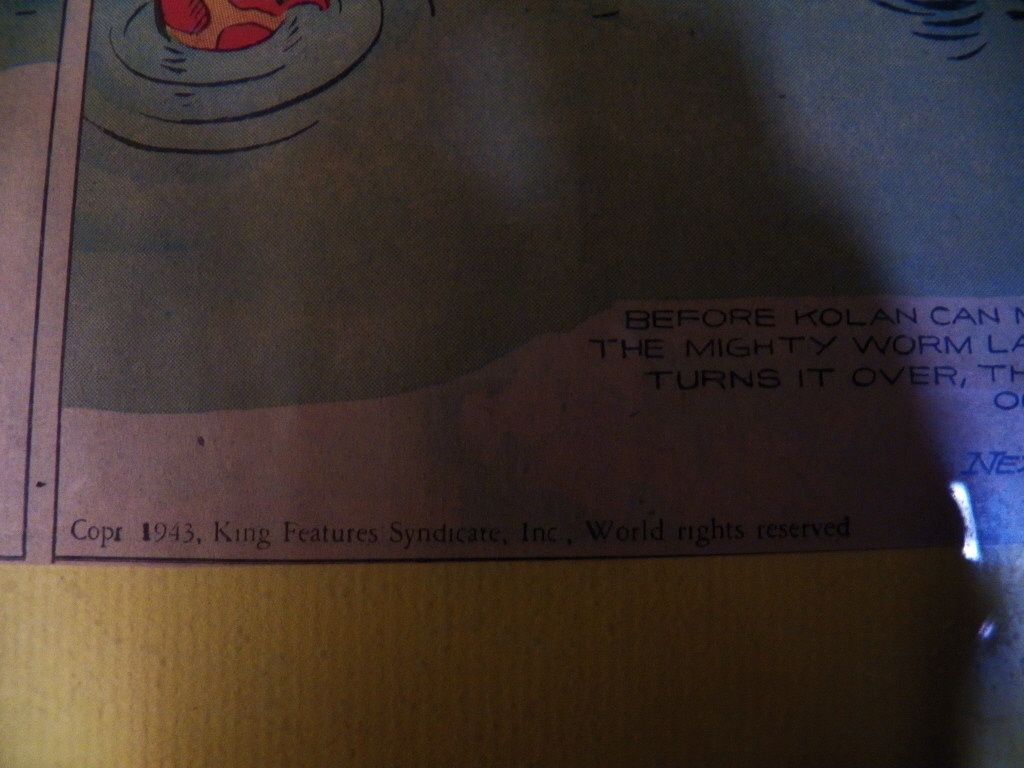 BEFORE KOLAN CAN
THE MIGHTY WORM
TURNS IT OVER,
Copr 1943, King Features Syndicate, Inc., World rights reserved